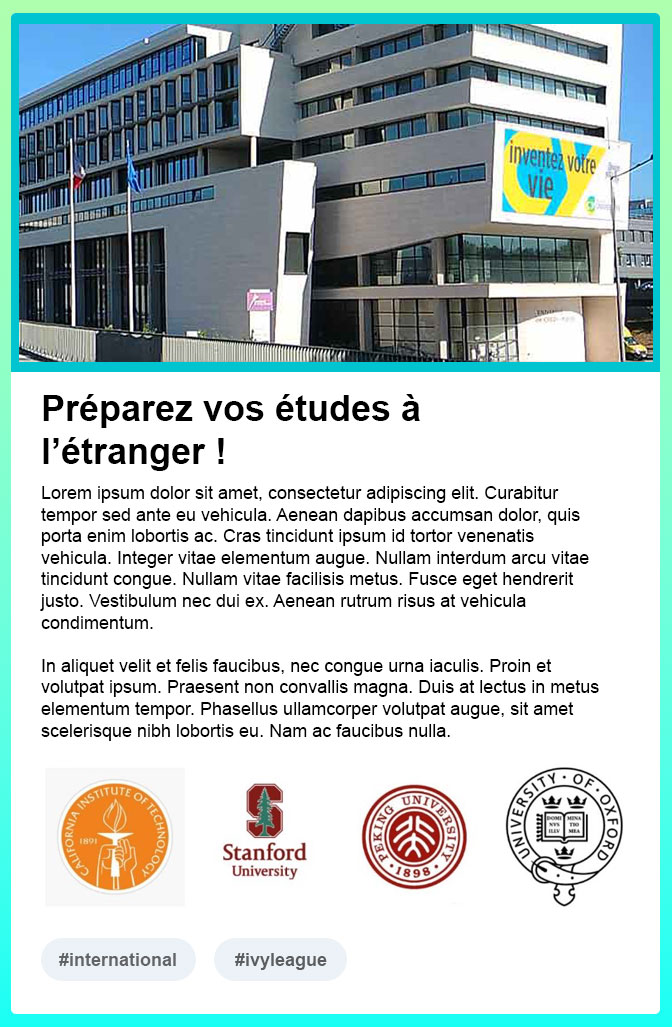 inventez votre
vie
Préparez vos études à
l’étranger !
Lorem ipsum dolor sit amet, consectetur adipiscing elit. Curabitur
tempor sed ante eu vehicula. Aenean dapibus accumsan dolor, quis
porta enim lobortis ac. Cras tincidunt ipsum id tortor venenatis
vehicula. Integer vitae elementum augue. Nullam interdum arcu vitae
tincidunt congue. Nullam vitae facilisis metus. Fusce eget hendrerit
justo. Vestibulum nec dui ex. Aenean rutrum risus at vehicula
condimentum.
In aliquet velit et felis faucibus, nec congue urna iaculis. Proin et
volutpat ipsum. Praesent non convallis magna. Duis at lectus in metus
elementum tempor. Phasellus ullamcorper volutpat augue, sit amet
scelerisque nibh lobortis eu. Nam ac faucibus nulla.
CALIFORNIA INSTITUTE OF TECHNOLOGY
1891
S
Stanford
University
PEKING UNIVERSITY
·1898·
UNIVERSITY · OF · OXFORD
DOMI MINA
NVS TIO
ILLV MEA
#international
#ivyleague